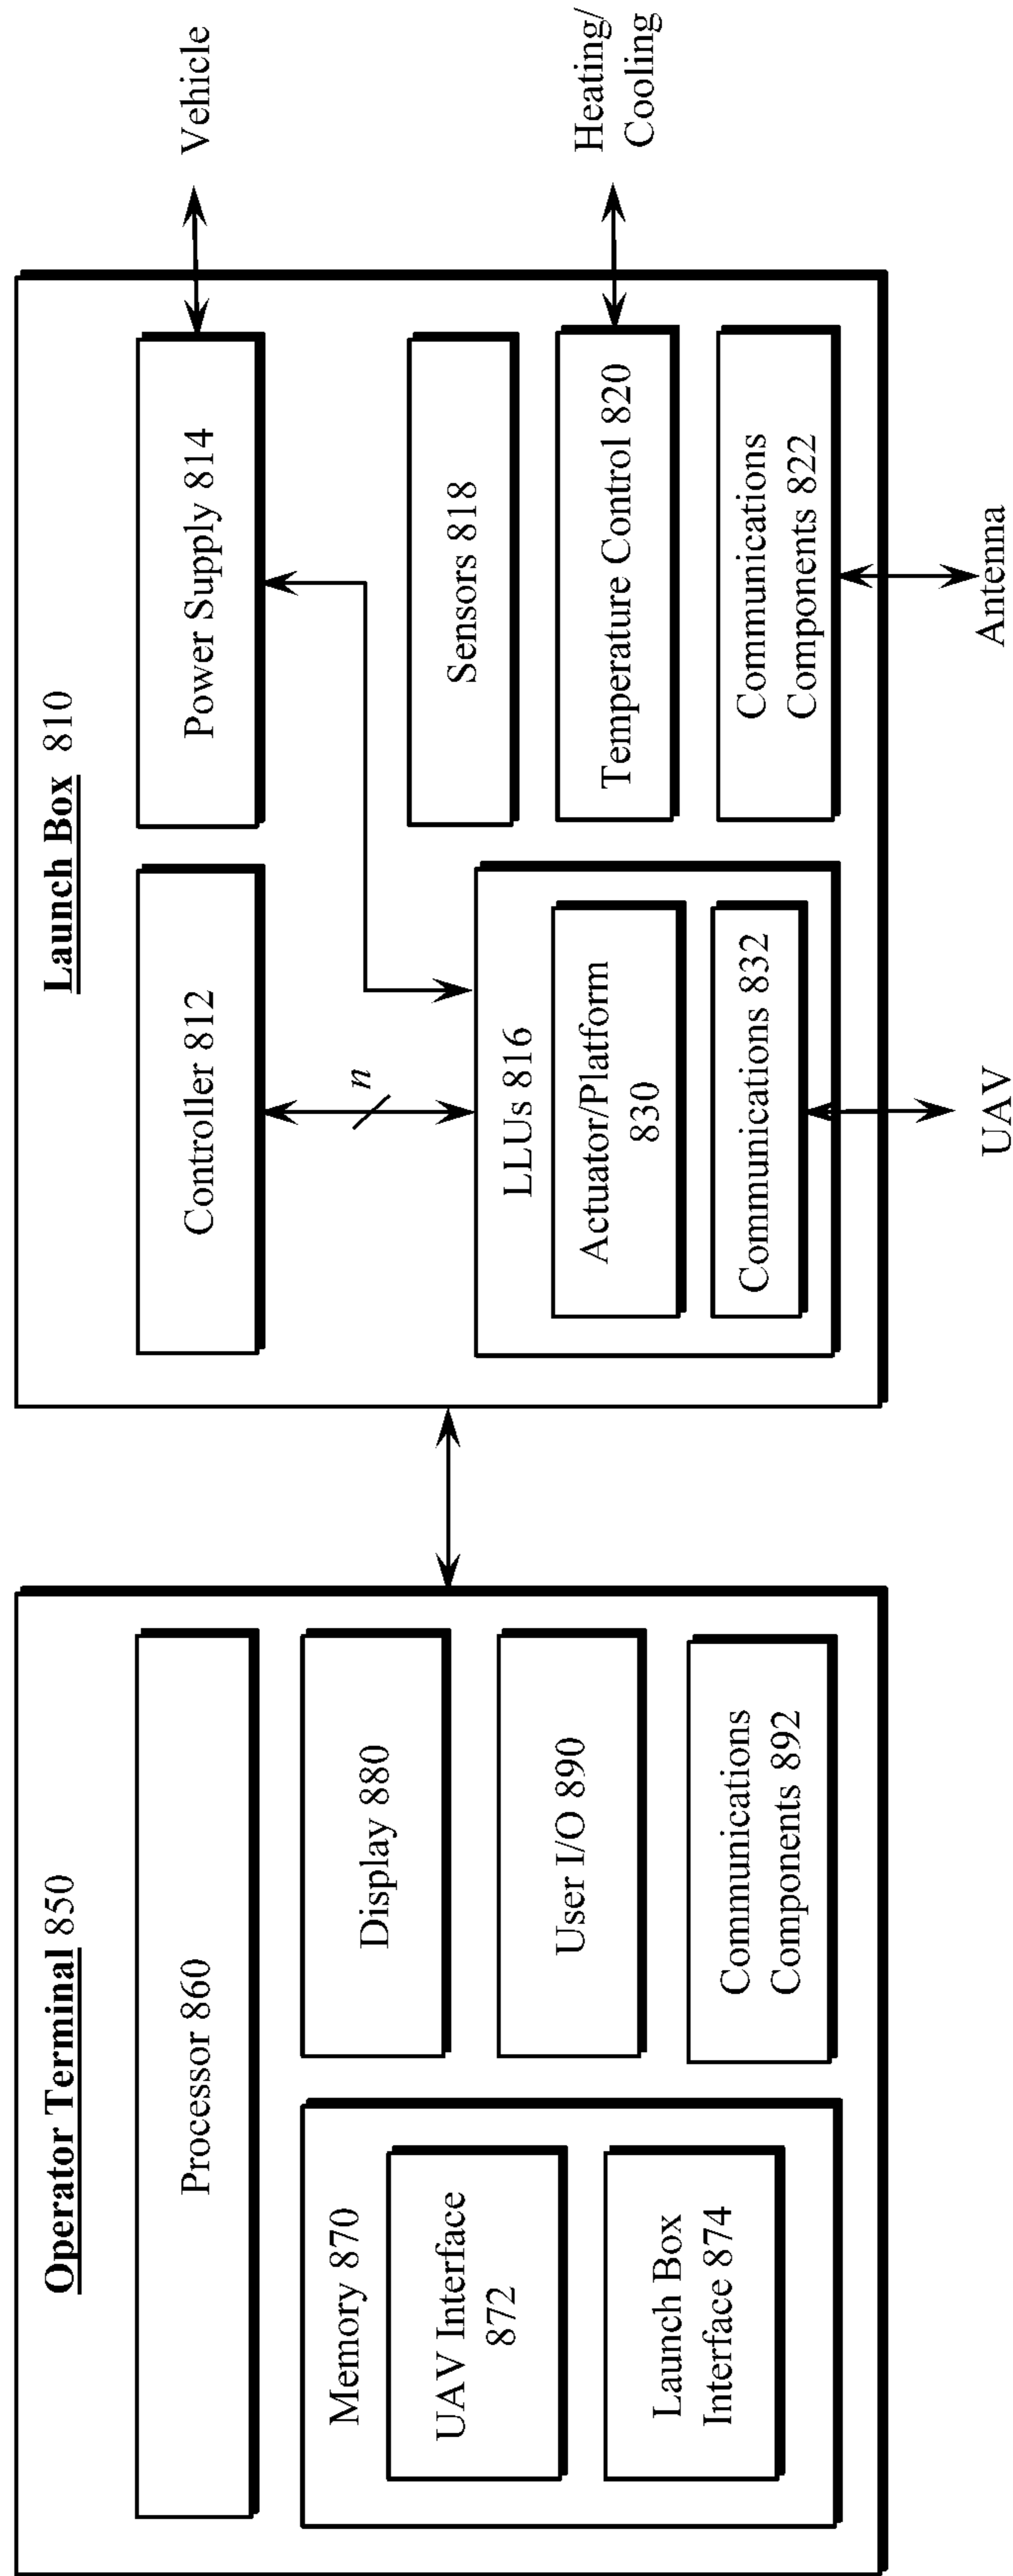 Operator Terminal 850
Processor 860
Memory 870
UAV Interface
872
Launch Box
Interface 874
Display 880
User I/O 890
Communications
Components 892
Launch Box 810
Controller 812
Power Supply 814
n
LLUs 816
Actuator/Platform
830
Communications 832
Sensors 818
Temperature Control 820
Communications
Components 822
Vehicle
Heating/
Cooling
UAV
Antenna